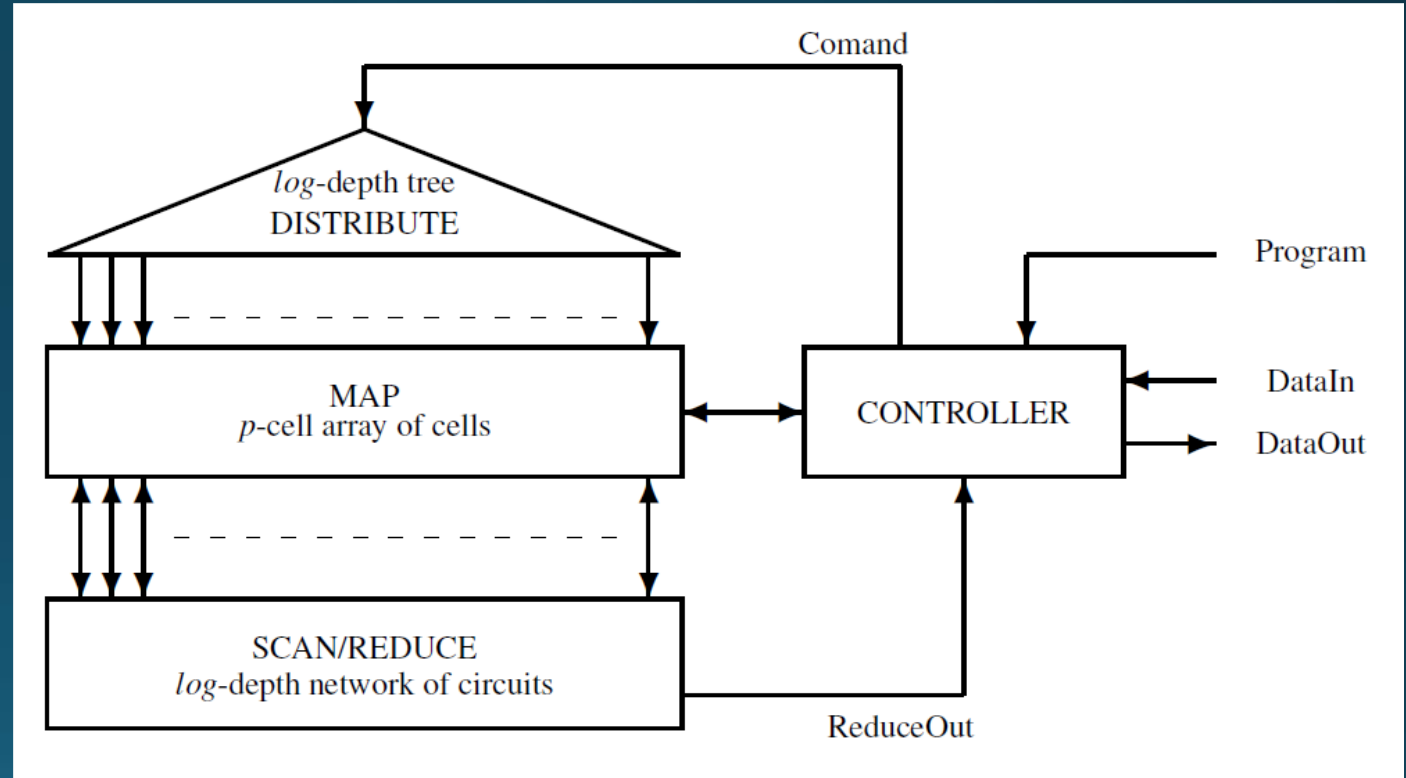 Comand
log-depth tree
DISTRIBUTE
Program
MAP
p-cell array of cells
CONTROLLER
DataIn
DataOut
SCAN/REDUCE
log-depth network of circuits
ReduceOut